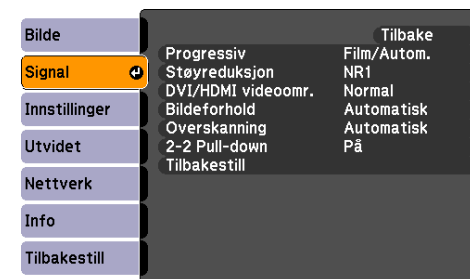 Bilde
Signal
Innstillinger
Utvidet
Nettverk
Info
Tilbakestill
Tilbake
Progressiv Film/Autom.
Støyreduksjon NR1
DVI/HDMI videoomr. Normal
Bildeforhold Automatisk
Overskanning Automatisk
2-2 Pull-down På
Tilbakestill